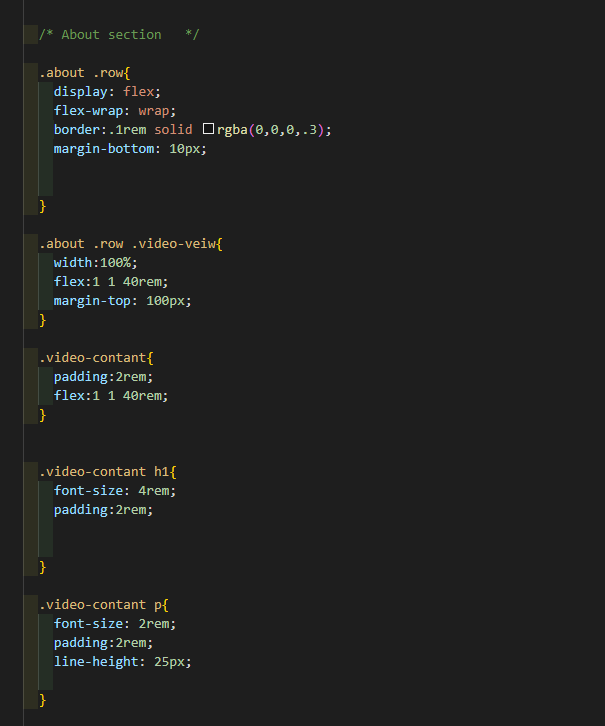 /* About section   */
.about .row{
display: flex;
flex-wrap: wrap;
border:.1rem solid rgba(0,0,0,.3);
margin-bottom: 10px;
}
.about .row .video-veiw{
width:100%;
flex:1 1 40rem;
margin-top: 100px;
}
.video-contant{
padding:2rem;
flex:1 1 40rem;
}
.video-contant h1{
font-size: 4rem;
padding:2rem;
}
.video-contant p{
font-size: 2rem;
padding:2rem;
line-height: 25px;
}